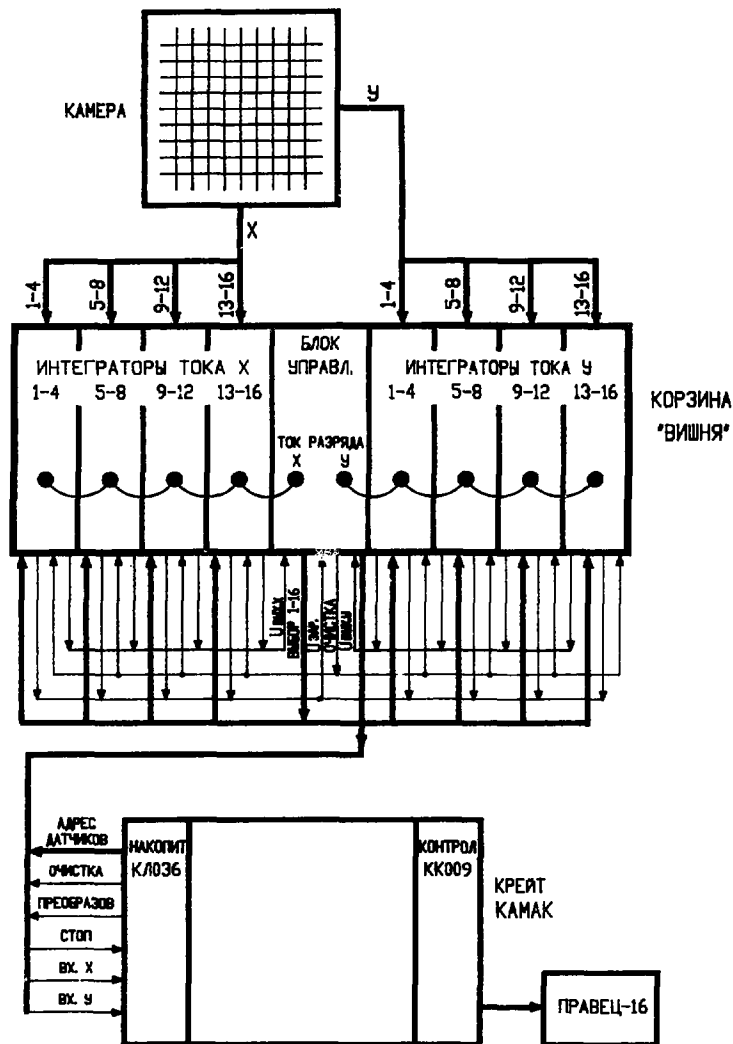 КАМЕРА
У
X
1-4
5-8
9-12
13-16
1-4
5-8
9-12
13-16
БЛОК
УПРАВЛ.
ИНТЕГРАТОРЫ ТОКА X
1-4 5-8 9-12 13-16
ИНТЕГРАТОРЫ ТОКА У
1-4 5-8 9-12 13-16
КОРЗИНА
"ВИШНЯ"
ТОК РАЗРЯДА
X У
U ВЫХ.X
ВЫБОР 1-16
U ЗАР.
ОЧИСТКА
U ВЫХ.У
АДРЕС
ДАТЧИКОВ
ОЧИСТКА
ПРЕОБРАЗОВ
СТОП
ВХ. X
ВХ. У
НАКОПИТ
КЛ036
КОНТРОЛ
КК009
КРЕЙТ
КАМАК
ПРАВЕЦ-16